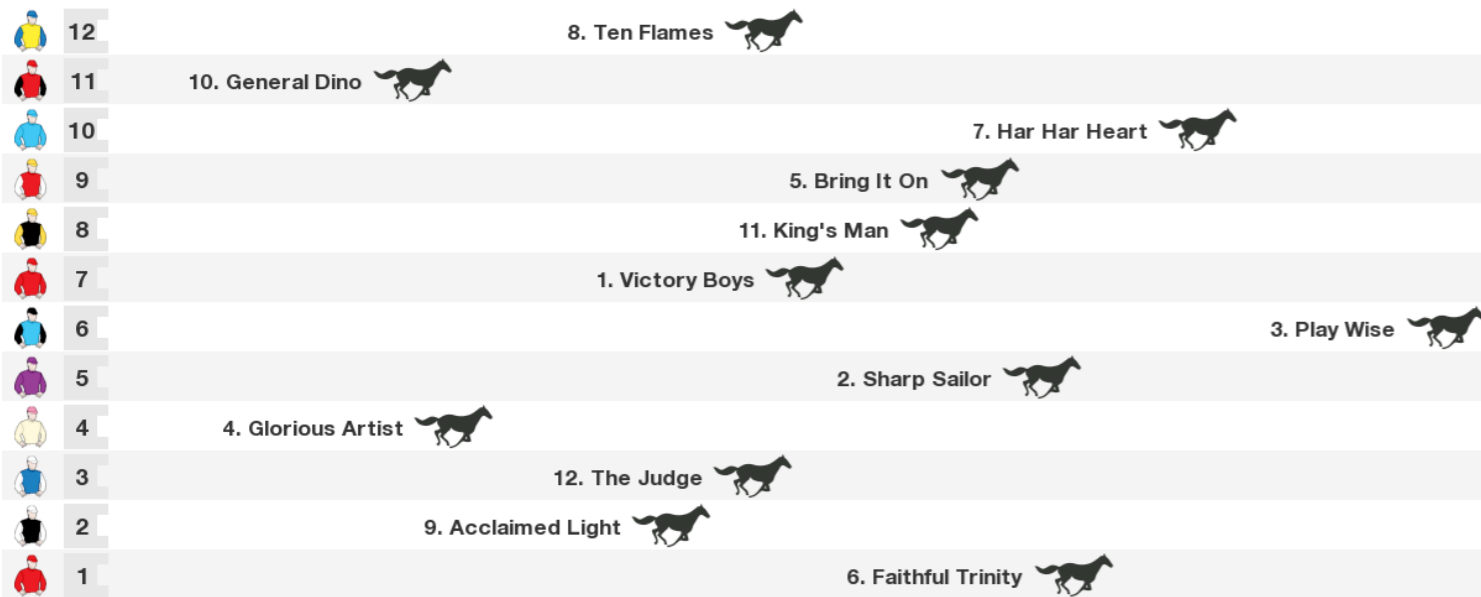 12 8. Ten Flames
11 10. General Dino
10 7. Har Har Heart
9 5. Bring It On
8 11. King's Man
7 1. Victory Boys
6 3. Play Wise
5 2. Sharp Sailor
4 4. Glorious Artist
3 12. The Judge
2 9. Acclaimed Light
1 6. Faithful Trinity